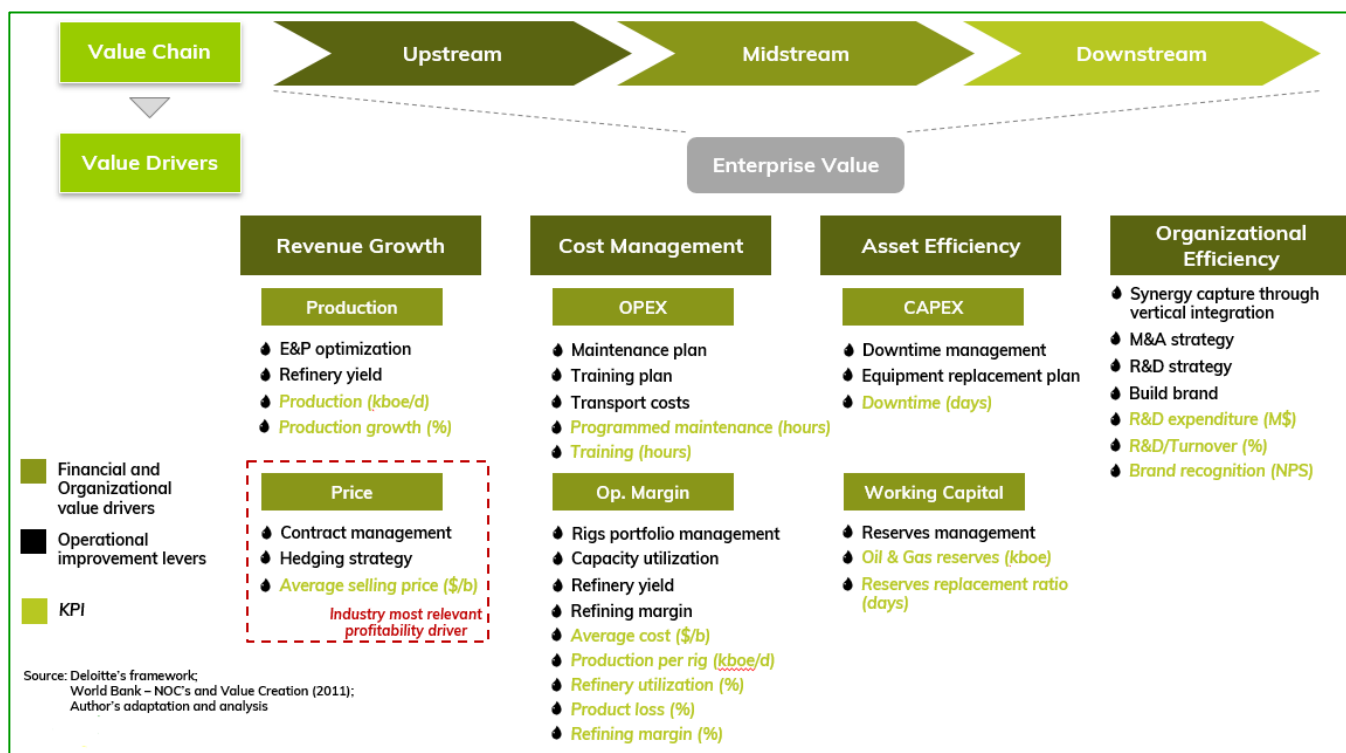 Value Chain
Upstream
Midstream
Downstream
Value Drivers
Enterprise Value
Revenue Growth
Production
E&P optimization
Refinery yield
Production (kboe/d)
Production growth (%)
Price
Contract management
Hedging strategy
Average selling price ($/b)
Industry most relevant
profitability driver
Cost Management
OPEX
Maintenance plan
Training plan
Transport costs
Programmed maintenance (hours)
Training (hours)
Op. Margin
Rigs portfolio management
Capacity utilization
Refinery yield
Refining margin
Average cost ($/b)
Production per rig (kboe/d)
Refinery utilization (%)
Product loss (%)
Refining margin (%)
Asset Efficiency
CAPEX
Downtime management
Equipment replacement plan
Downtime (days)
Working Capital
Reserves management
Oil & Gas reserves (kboe)
Reserves replacement ratio
(days)
Organizational
Efficiency
Synergy capture through
vertical integration
M&A strategy
R&D strategy
Build brand
R&D expenditure (M$)
R&D/Turnover (%)
Brand recognition (NPS)
Financial and
Organizational
value drivers
Operational
improvement levers
KPI
Source: Deloitte's framework;
World Bank – NOC's and Value Creation (2011);
Author's adaptation and analysis